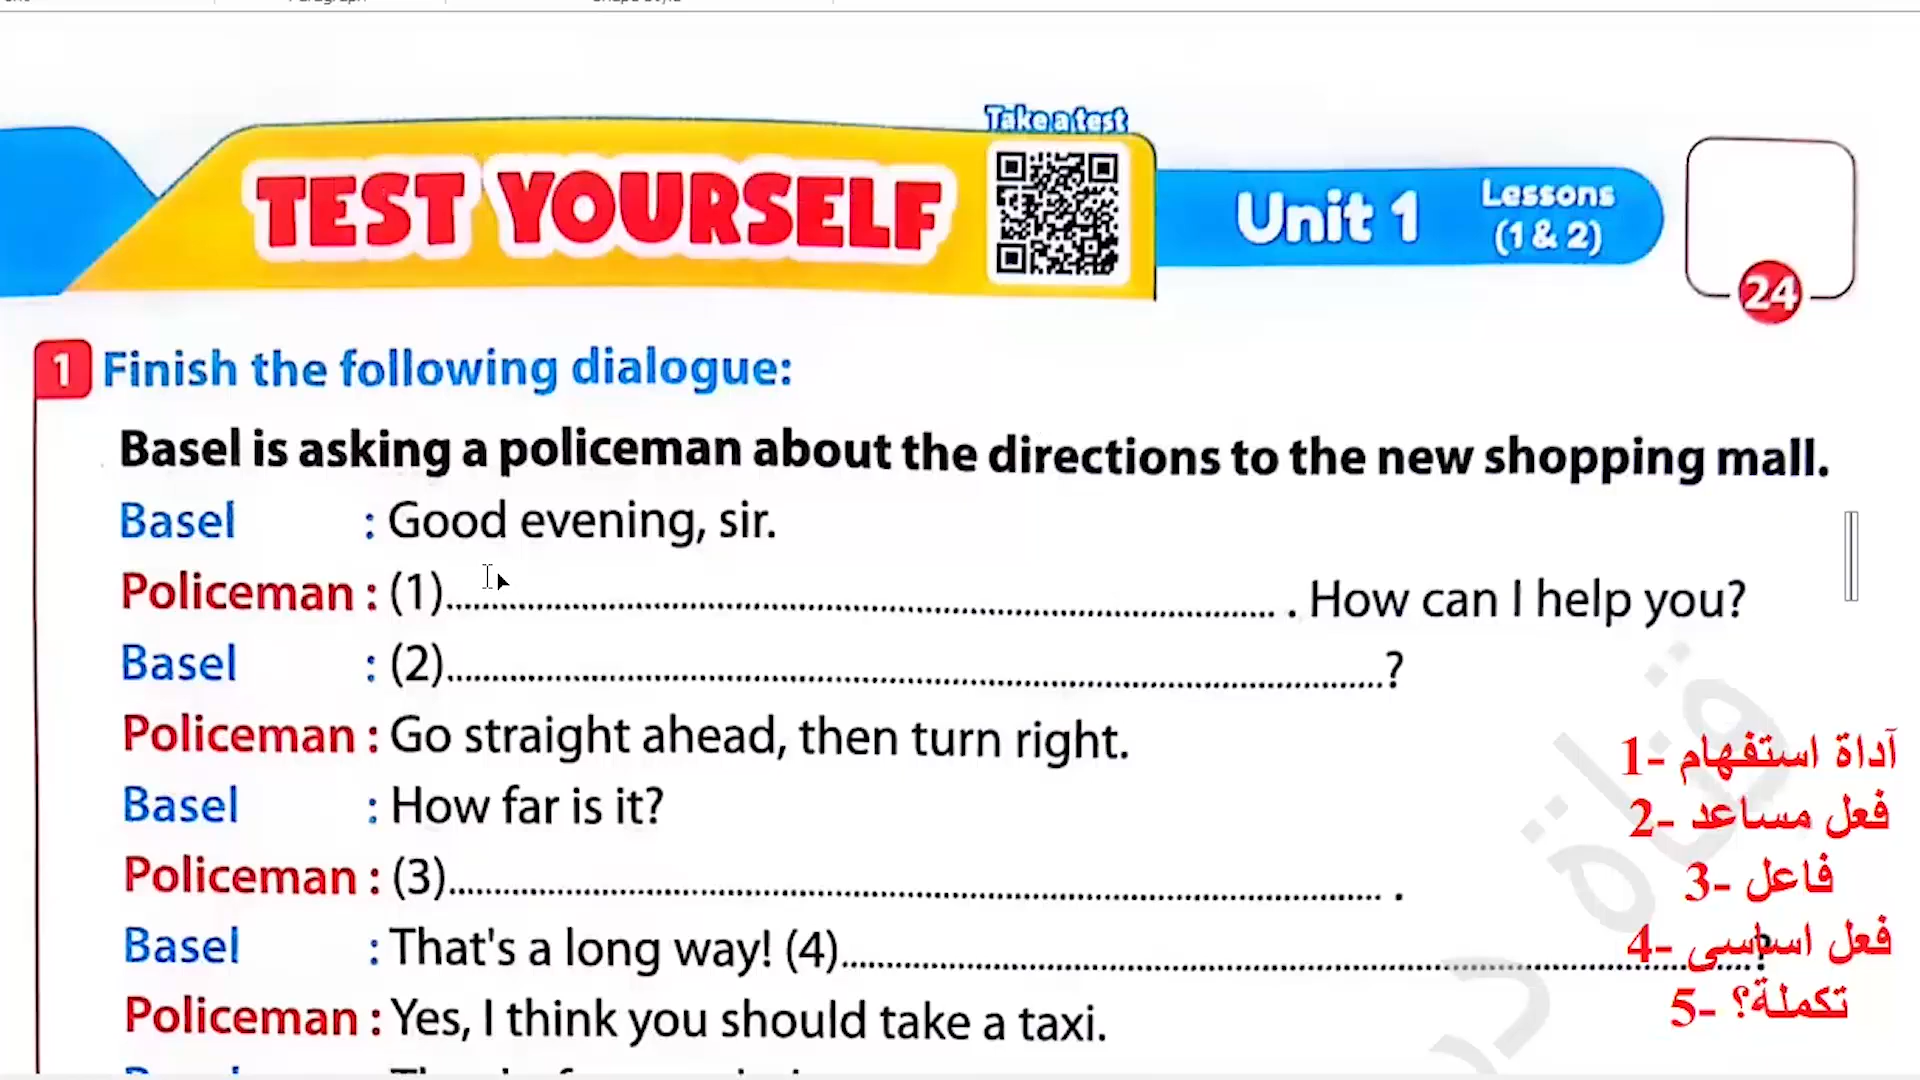 Take a test
TEST YOURSELF
Unit 1
Lessons
(1 & 2)
24
1 Finish the following dialogue:
Basel is asking a policeman about the directions to the new shopping mall.
Basel : Good evening, sir.
Policeman : (1).................... . How can I help you?
Basel : (2)....................?
Policeman : Go straight ahead, then turn right.
Basel : How far is it?
Policeman : (3).................... .
Basel : That's a long way! (4)....................?
Policeman : Yes, I think you should take a taxi.
1- آداة استفهام
2- فعل مساعد
3- فاعل
4- فعل اساسى
5- تكملة؟
قناة